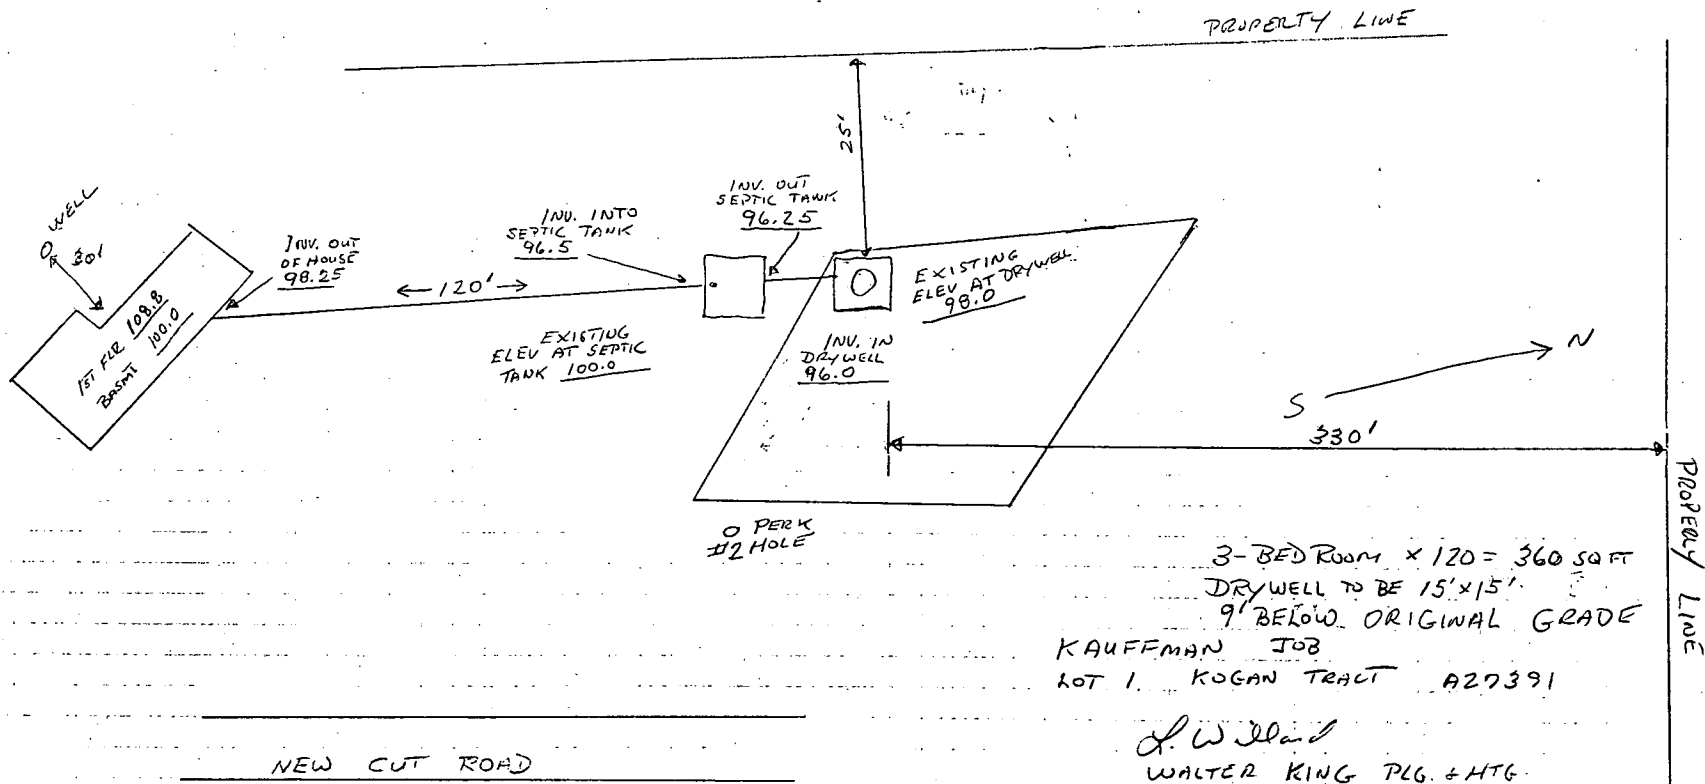 PROPERTY LINE
25'
WELL
30'
INV. OUT
OF HOUSE
98.25
INV. INTO
SEPTIC TANK
96.5
INV. OUT
SEPTIC TANK
96.25
←120'→
EXISTING
ELEV AT DRYWELL
98.0
1ST FLR 108.8
BASMT 100.0
EXISTING
ELEV AT SEPTIC
TANK 100.0
INV. IN
DRYWELL
96.0
N
S
330'
PROPERTY LINE
O PERK
#2 HOLE
3-BEDROOM × 120 = 360 SQ FT
DRYWELL TO BE 15'×15'.
9' BELOW ORIGINAL GRADE
KAUFFMAN JOB
LOT 1. KOGAN TRACT A27391
L. Willard
WALTER KING PLG. & HTG.
NEW CUT ROAD